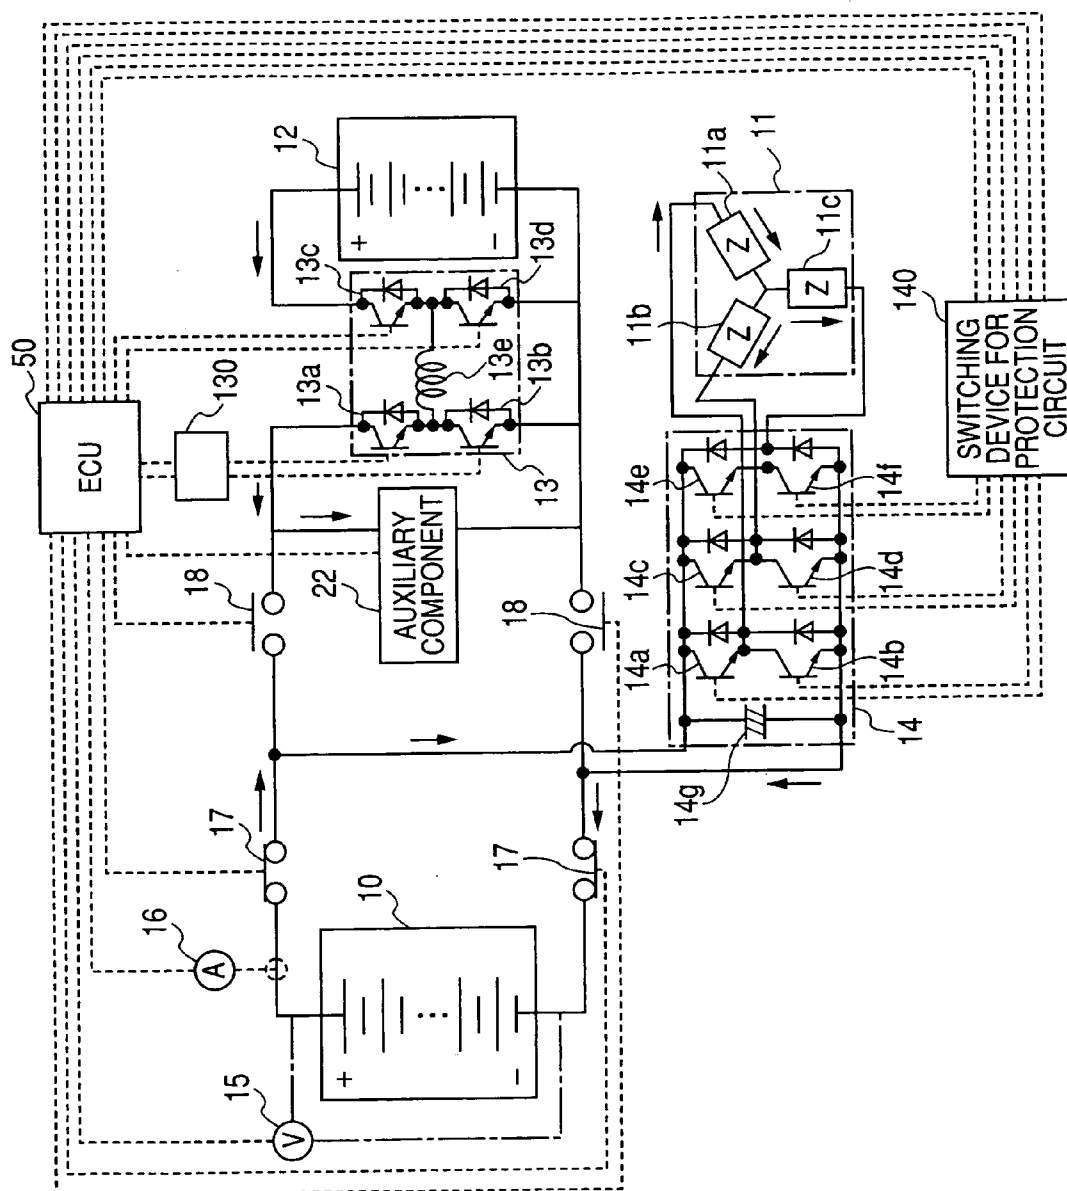 50
ECU
130
12
+
−
13c
13d
13a
13e
13b
13
18
22
AUXILIARY
COMPONENT
18
17
17
16
A
10
+
−
15
V
11
11a
Z
11b
Z
11c
Z
14e
14f
14c
14d
14a
14b
14
14g
140
SWITCHING
DEVICE FOR
PROTECTION
CIRCUIT